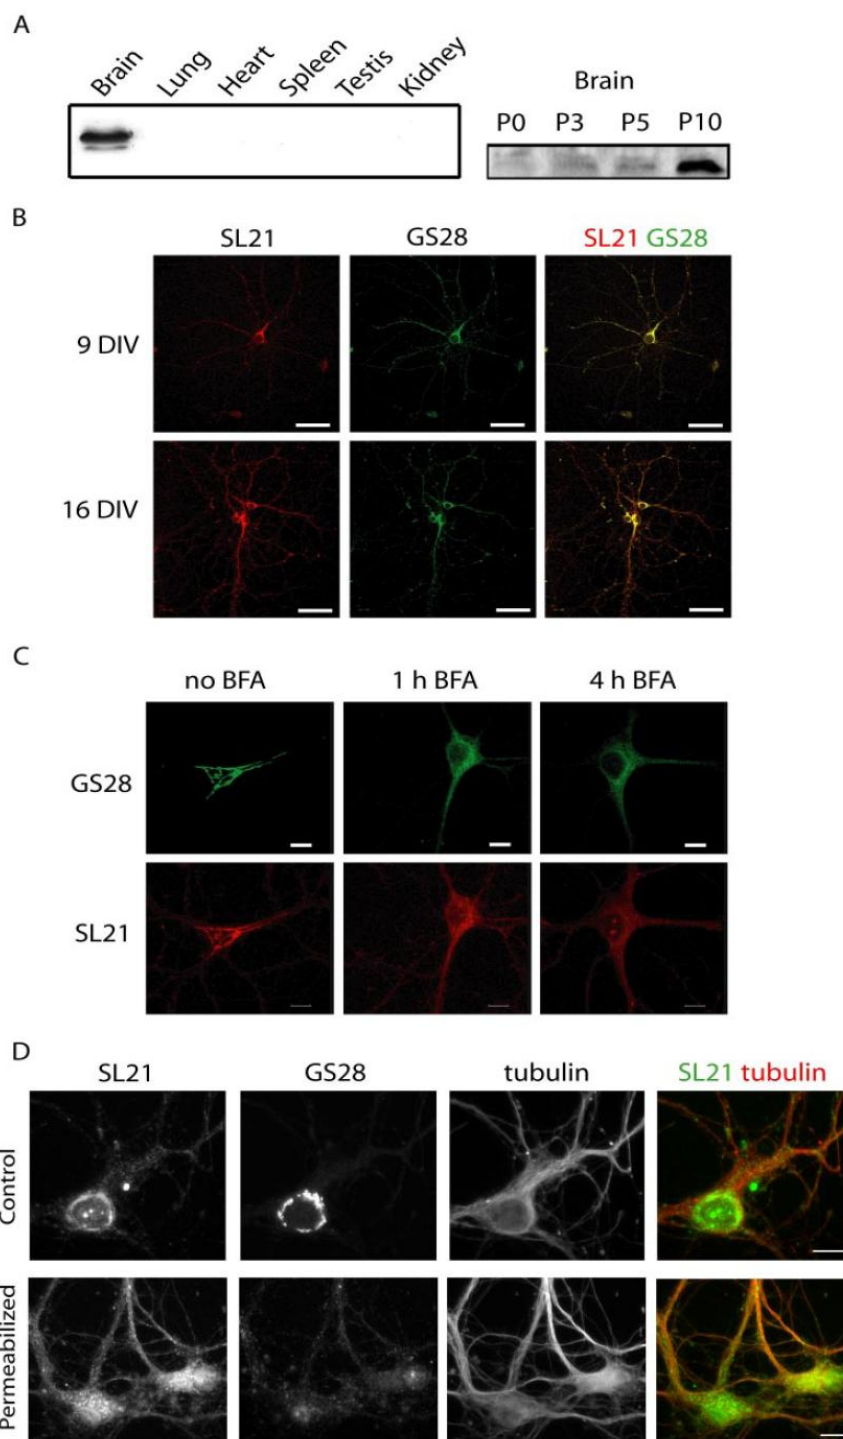 A
Brain Lung Heart Spleen Testis Kidney
Brain
P0 P3 P5 P10
B
SL21 GS28 SL21 GS28
9 DIV
16 DIV
C
no BFA 1 h BFA 4 h BFA
GS28
SL21
D
SL21 GS28 tubulin SL21 tubulin
Control
Permeabilized